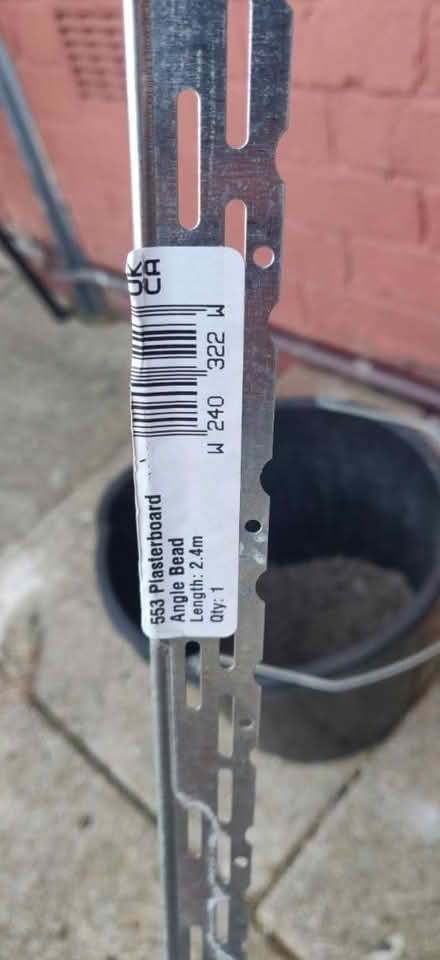 UK
CA
W 240 322 W
553 Plasterboard
Angle Bead
Length: 2.4m
Qty: 1